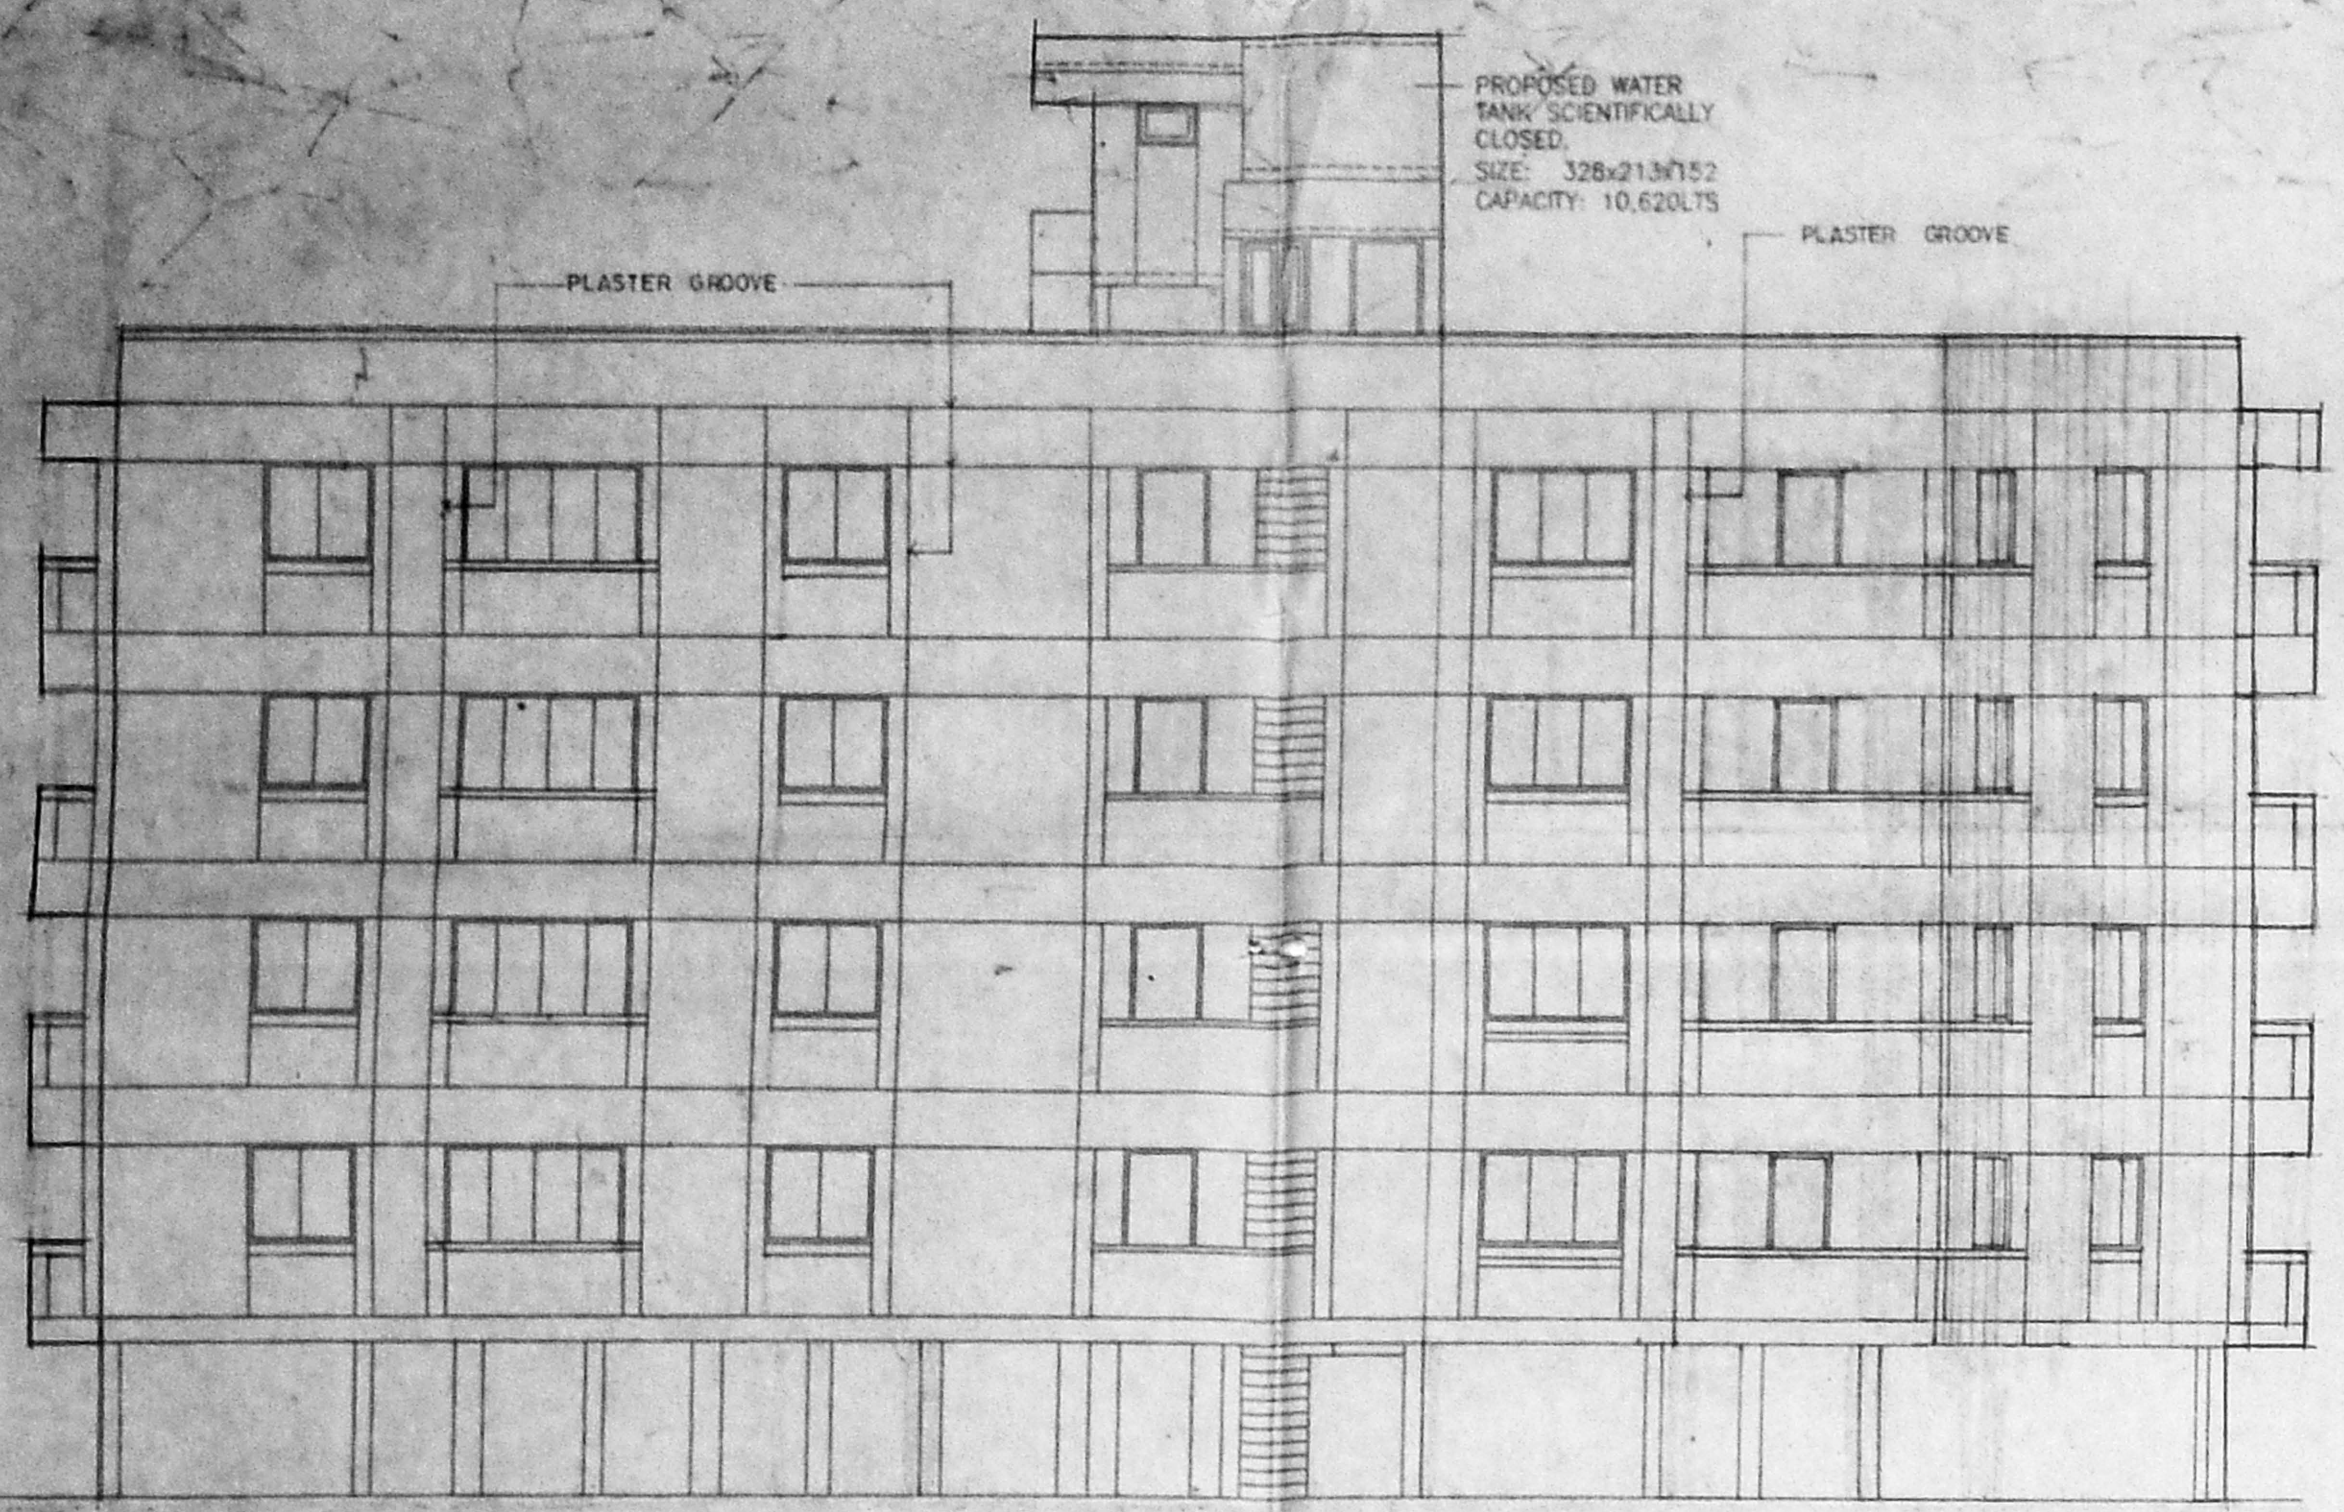 PROPOSED WATER
TANK SCIENTIFICALLY
CLOSED.
SIZE: 328x213x152
CAPACITY: 10,620LTS
PLASTER GROOVE
PLASTER GROOVE